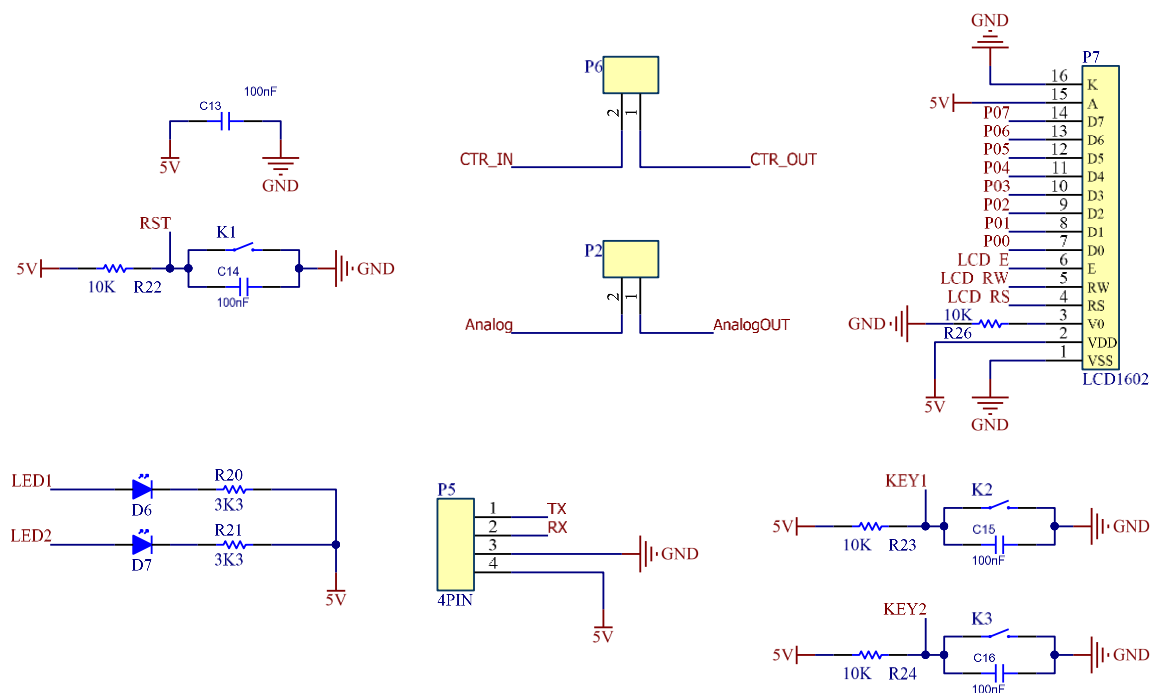 GND
P7
16 K
5V 15 A
P07 14 D7
P06 13 D6
P05 12 D5
P04 11 D4
P03 10 D3
P02 9 D2
P01 8 D1
P00 7 D0
LCD_E 6 E
LCD_RW 5 RW
LCD_RS 4 RS
GND 10K 3 V0
R26 2 VDD
1 VSS
LCD1602
5V
GND
100nF
C13
5V
GND
P6
2 1
CTR_IN
CTR_OUT
RST
K1
5V
C14
GND
10K R22
100nF
P2
2 1
Analog
AnalogOUT
LED1
R20
D6
3K3
LED2
R21
D7
3K3
5V
P5
1 TX
2 RX
3 GND
4
4PIN
5V
KEY1
K2
5V
C15
GND
10K R23
100nF
KEY2
K3
5V
C16
GND
10K R24
100nF